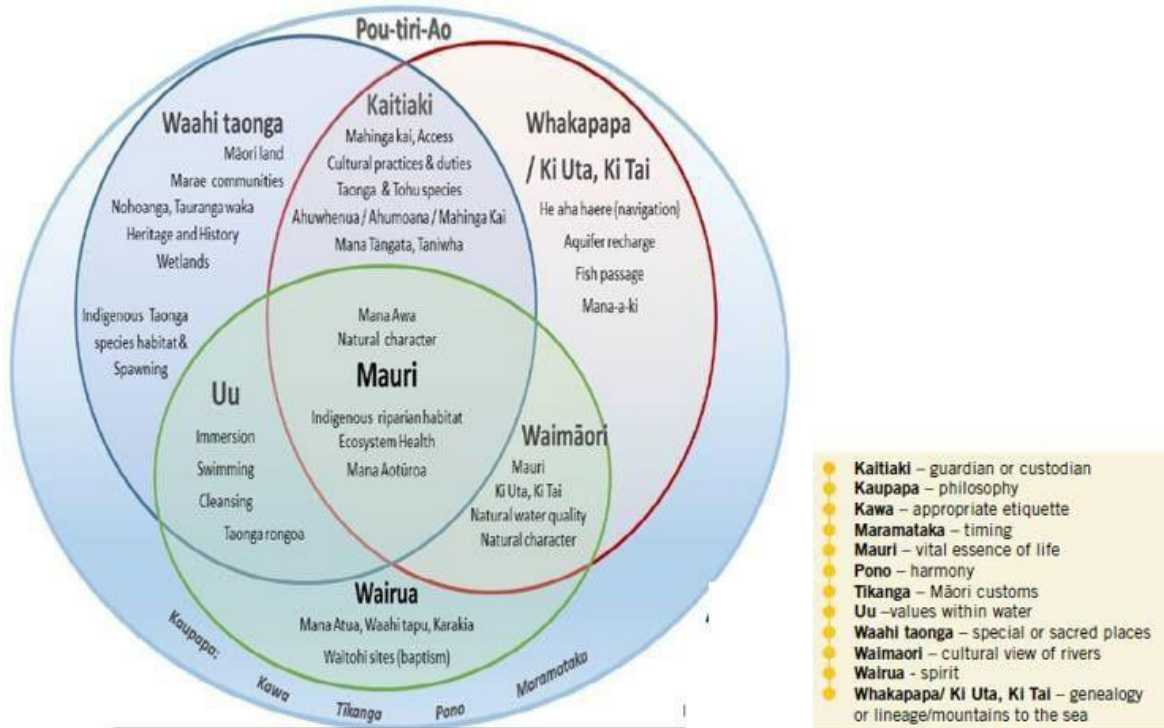 Pou-tiri-Ao
Waahi taonga
Māori land
Marae communities
Nohoanga, Tauranga waka
Heritage and History
Wetlands
Indigenous Taonga
species habitat &
Spawning
Kaitiaki
Mahinga kai, Access
Cultural practices & duties
Taonga & Tohu species
Ahuwhenua / Ahumoana / Mahinga Kai
Mana Tāngata, Taniwha
Whakapapa
/ Ki Uta, Ki Tai
He aha haere (navigation)
Aquifer recharge
Fish passage
Mana-a-ki
Mana Awa
Natural character
Mauri
Indigenous riparian habitat
Ecosystem Health
Mana Aotūroa
Uu
Immersion
Swimming
Cleansing
Taonga rongoa
Waimāori
Mauri
Ki Uta, Ki Tai
Natural water quality
Natural character
Wairua
Mana Atua, Waahi tapu, Karakia
Waitohi sites (baptism)
Kaupapa:
Kawa
Tikanga
Pono
Maramataka
Kaitiaki – guardian or custodian
Kaupapa – philosophy
Kawa – appropriate etiquette
Maramataka – timing
Mauri – vital essence of life
Pono – harmony
Tikanga – Māori customs
Uu –values within water
Waahi taonga – special or sacred places
Waimaori – cultural view of rivers
Wairua - spirit
Whakapapa/ Ki Uta, Ki Tai – genealogy
or lineage/mountains to the sea